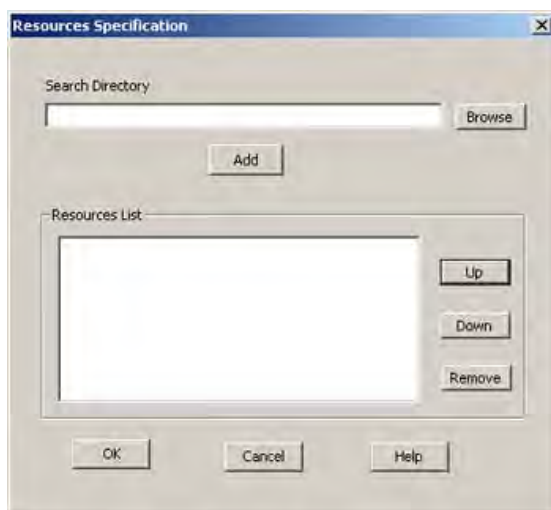 Resources Specification
Search Directory
Browse
Add
Resources List
Up
Down
Remove
OK
Cancel
Help